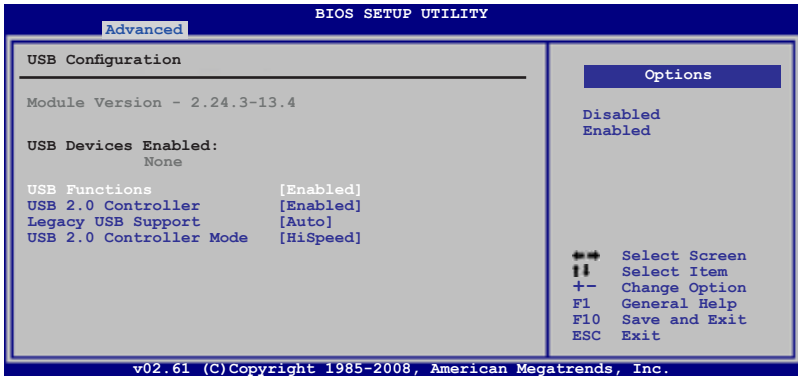 BIOS SETUP UTILITY
Advanced
USB Configuration
Module Version - 2.24.3-13.4
USB Devices Enabled:
None
USB Functions [Enabled]
USB 2.0 Controller [Enabled]
Legacy USB Support [Auto]
USB 2.0 Controller Mode [HiSpeed]
Options
Disabled
Enabled
←→ Select Screen
↑↓ Select Item
+- Change Option
F1 General Help
F10 Save and Exit
ESC Exit
v02.61 (C)Copyright 1985-2008, American Megatrends, Inc.